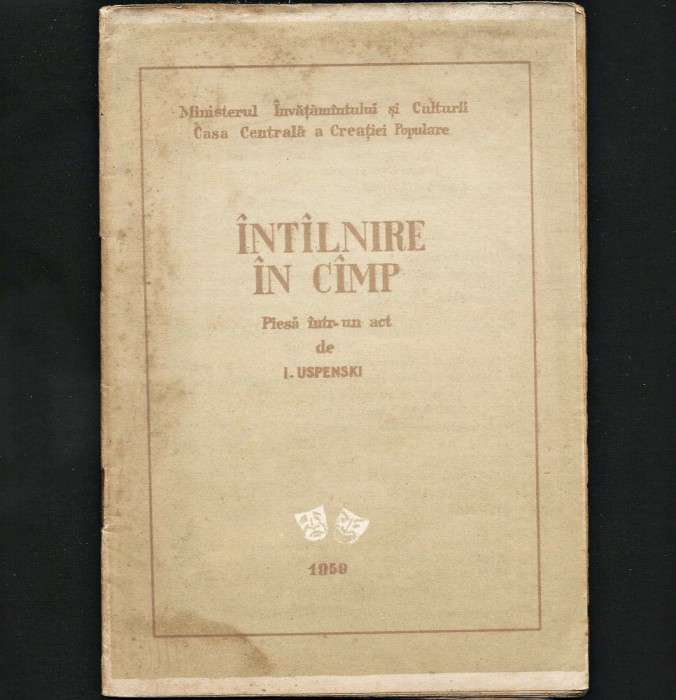 Ministerul Învățămîntului și Culturii
Casa Centrală a Creației Populare
ÎNTÎLNIRE
ÎN CÎMP
Piesă într-un act
de
I. USPENSKI
1959